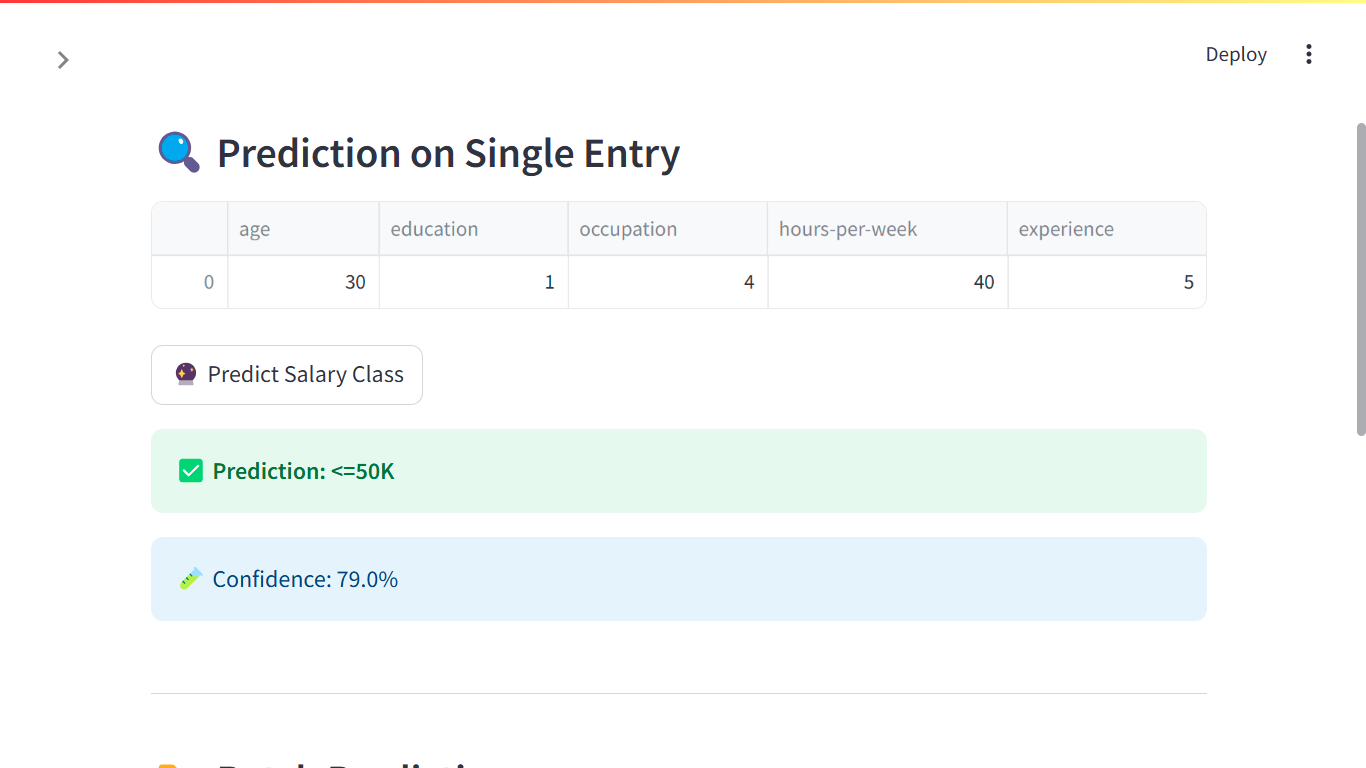 Deploy
Prediction on Single Entry
age education occupation hours-per-week experience
0 30 1 4 40 5
Predict Salary Class
Prediction: <=50K
Confidence: 79.0%